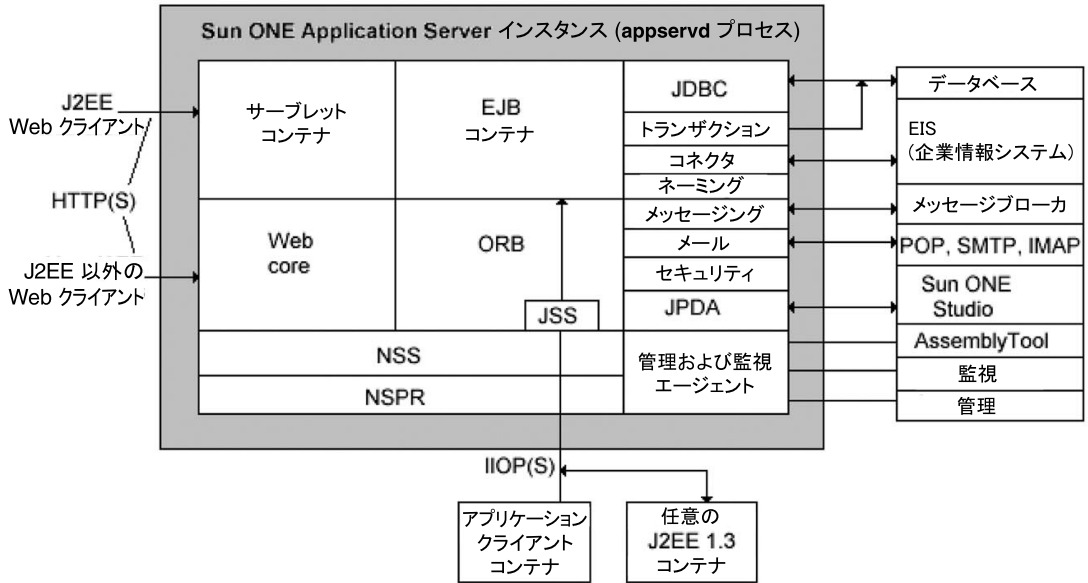 Sun ONE Application Server インスタンス (appservd プロセス)
J2EE
Web クライアント
HTTP(S)
J2EE 以外の
Web クライアント
サーブレット
コンテナ
EJB
コンテナ
Web
core
ORB
JSS
NSS
NSPR
JDBC
トランザクション
コネクタ
ネーミング
メッセージング
メール
セキュリティ
JPDA
管理および監視
エージェント
データベース
EIS
(企業情報システム)
メッセージブローカ
POP, SMTP, IMAP
Sun ONE
Studio
AssemblyTool
監視
管理
IIOP(S)
アプリケーション
クライアント
コンテナ
任意の
J2EE 1.3
コンテナ